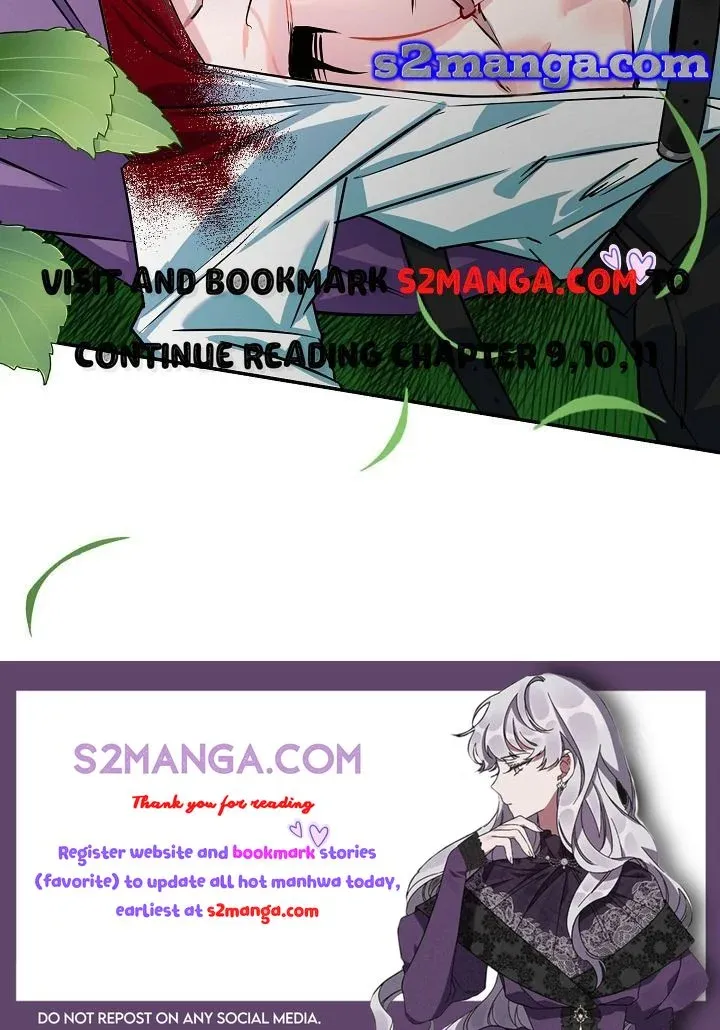 s2manga.com
VISIT AND BOOKMARK S2MANGA.COM TO
CONTINUE READING CHAPTER 9,10,11
S2MANGA.COM
Thank you for reading
Register website and bookmark stories
(favorite) to update all hot manhwa today,
earliest at s2manga.com
DO NOT REPOST ON ANY SOCIAL MEDIA.